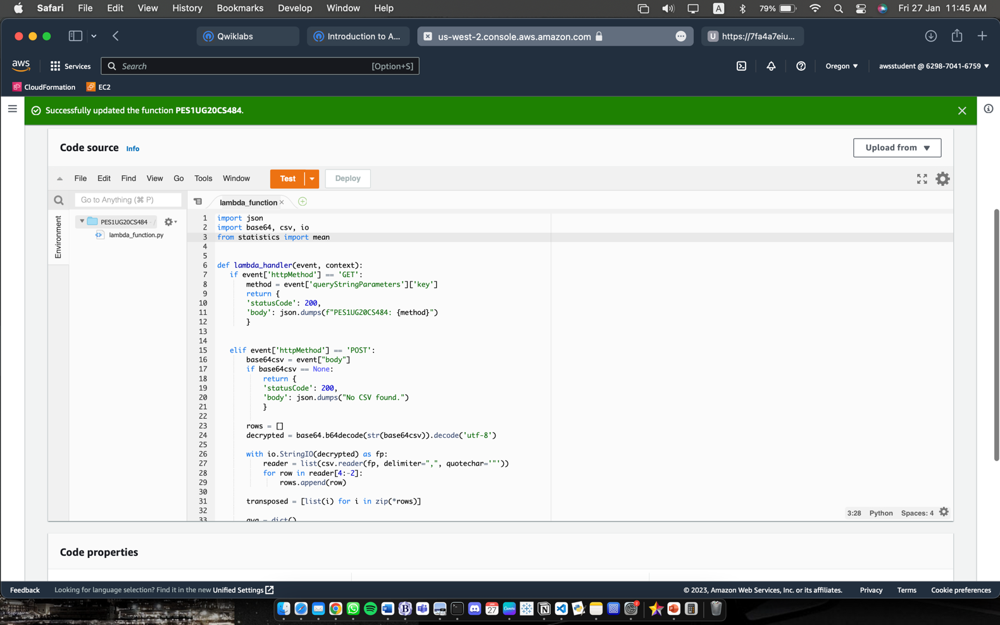 Safari File Edit View History Bookmarks Develop Window Help A 79% Fri 27 Jan 11:45 AM
Qwiklabs Introduction to A... us-west-2.console.aws.amazon.com U https://7fa4a7eiu...
aws Services Search [Option+S] Oregon awsstudent @ 6298-7041-6759
CloudFormation EC2
Successfully updated the function PES1UG20CS484.
Code source Info Upload from
File Edit Find View Go Tools Window Test Deploy
Go to Anything (⌘ P) lambda_function
Environment
PES1UG20CS484 /
lambda_function.py
1 import json
2 import base64, csv, io
3 from statistics import mean
4
5
6 def lambda_handler(event, context):
7 if event['httpMethod'] == 'GET':
8 method = event['queryStringParameters']['key']
9 return {
10 'statusCode': 200,
11 'body': json.dumps(f"PES1UG20CS484: {method}")
12 }
13
14
15 elif event['httpMethod'] == 'POST':
16 base64csv = event["body"]
17 if base64csv == None:
18 return {
19 'statusCode': 200,
20 'body': json.dumps("No CSV found.")
21 }
22
23 rows = []
24 decrypted = base64.b64decode(str(base64csv)).decode('utf-8')
25
26 with io.StringIO(decrypted) as fp:
27 reader = list(csv.reader(fp, delimiter=",", quotechar='"'))
28 for row in reader[4:-2]:
29 rows.append(row)
30
31 transposed = [list(i) for i in zip(*rows)]
32
33 avg = dict()
3:28 Python Spaces: 4
Code properties
Feedback Looking for language selection? Find it in the new Unified Settings © 2023, Amazon Web Services, Inc. or its affiliates. Privacy Terms Cookie preferences